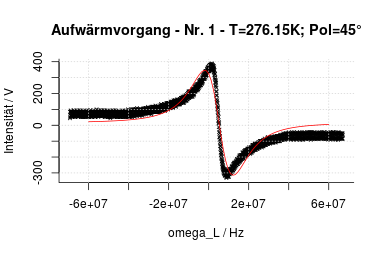 Aufwärmvorgang - Nr. 1 - T=276.15K; Pol=45°
400
200
0
-300
Intensität / V
-6e+07
-2e+07
2e+07
6e+07
omega_L / Hz